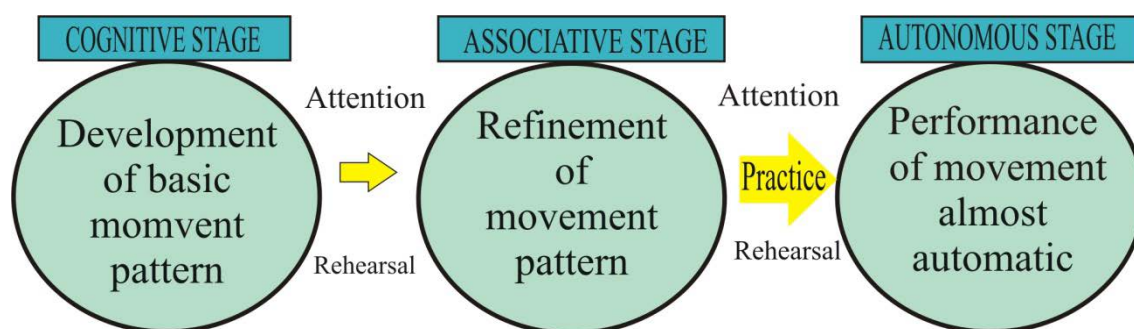 COGNITIVE STAGE
Development
of basic
momvent
pattern
Attention
Rehearsal
ASSOCIATIVE STAGE
Refinement
of
movement
pattern
Attention
Practice
Rehearsal
AUTONOMOUS STAGE
Performance
of movement
almost
automatic